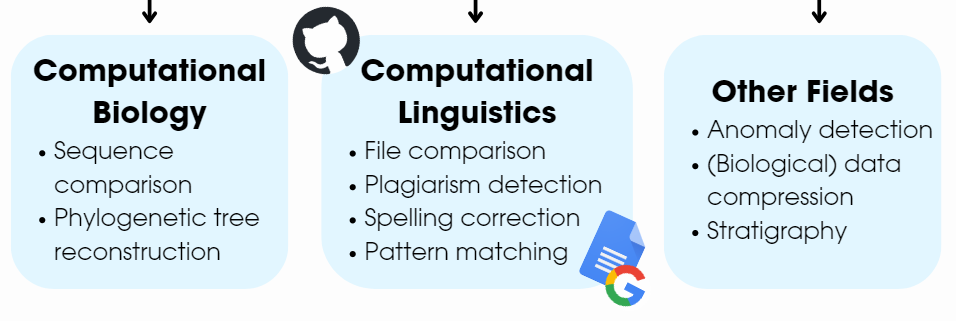 Computational
Biology
• Sequence
comparison
• Phylogenetic tree
reconstruction
Computational
Linguistics
• File comparison
• Plagiarism detection
• Spelling correction
• Pattern matching
Other Fields
• Anomaly detection
• (Biological) data
compression
• Stratigraphy